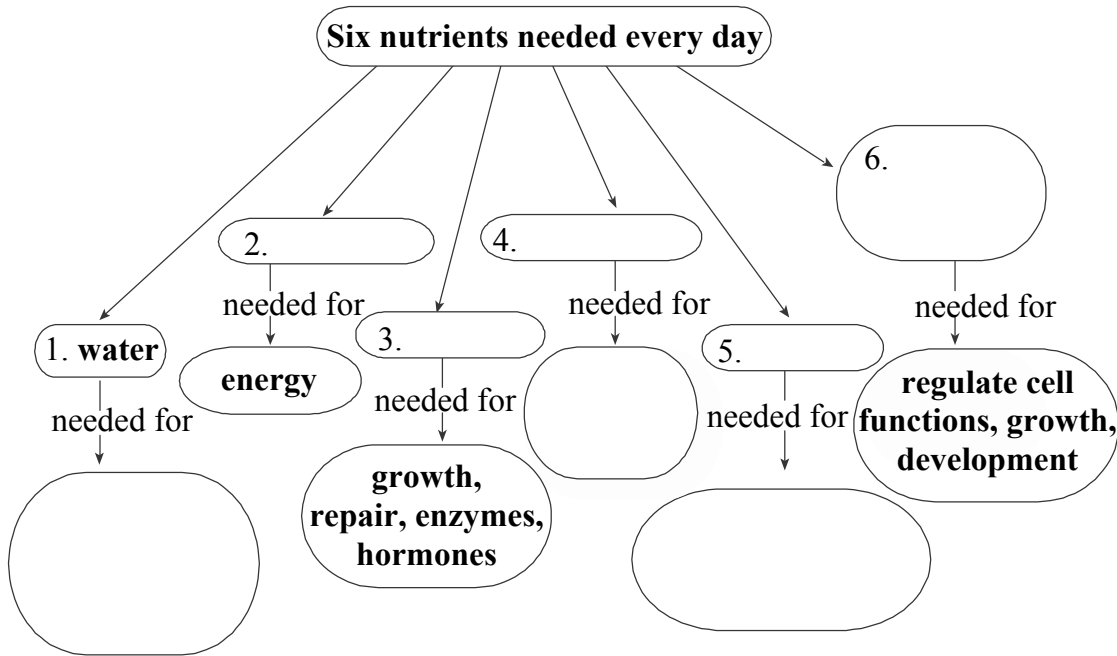 Six nutrients needed every day
6.
2.
4.
needed for
needed for
needed for
3.
1. water
5.
energy
regulate cell
functions, growth,
development
needed for
needed for
needed for
growth,
repair, enzymes,
hormones